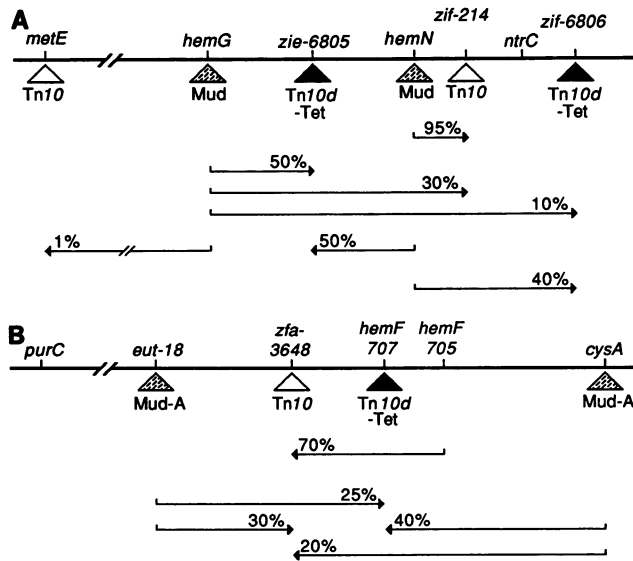 A
metE hemG zie-6805 hemN zif-214 ntrC zif-6806
Tn10 Mud Tn10d -Tet Mud Tn10 Tn10d -Tet
95%
50%
30%
10%
1% 50%
40%
B
purC eut-18 zfa- 3648 hemF 707 hemF 705 cysA
Mud-A Tn10 Tn10d -Tet Mud-A
70%
25%
30% 40%
20%